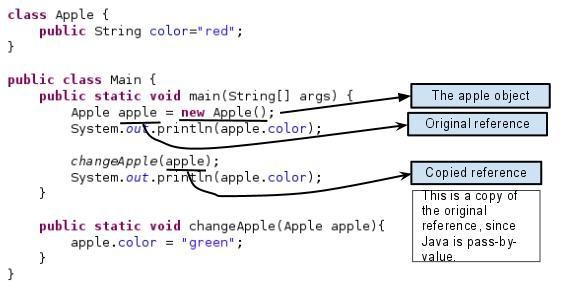 class Apple {
public String color="red";
}
public class Main {
public static void main(String[] args) {
Apple apple = new Apple();
System.out.println(apple.color);
changeApple(apple);
System.out.println(apple.color);
}
public static void changeApple(Apple apple){
apple.color = "green";
}
}
The apple object
Original reference
Copied reference
This is a copy of
the original
reference, since
Java is pass-by-
value.